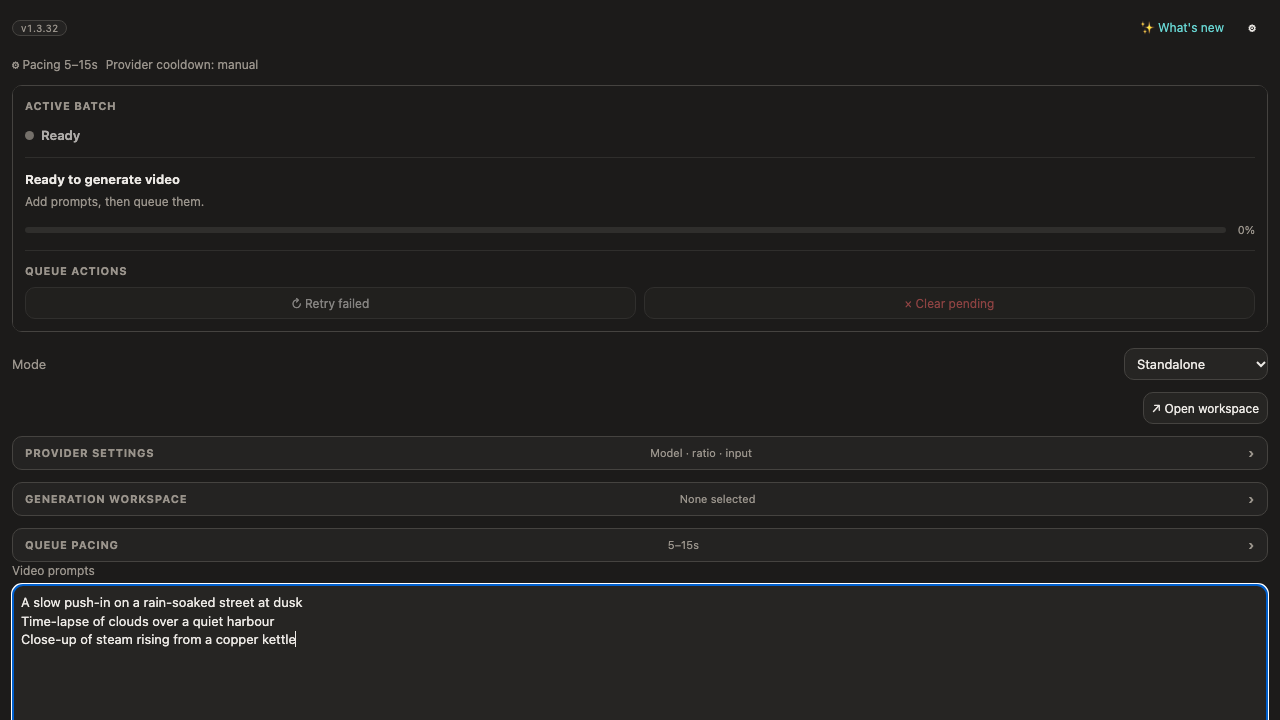 v1.3.32
✨ What's new
Pacing 5–15s Provider cooldown: manual
ACTIVE BATCH
Ready
Ready to generate video
Add prompts, then queue them.
0%
QUEUE ACTIONS
↻ Retry failed
× Clear pending
Mode
Standalone
↗ Open workspace
PROVIDER SETTINGS
Model · ratio · input
GENERATION WORKSPACE
None selected
QUEUE PACING
5–15s
Video prompts
A slow push-in on a rain-soaked street at dusk
Time-lapse of clouds over a quiet harbour
Close-up of steam rising from a copper kettle